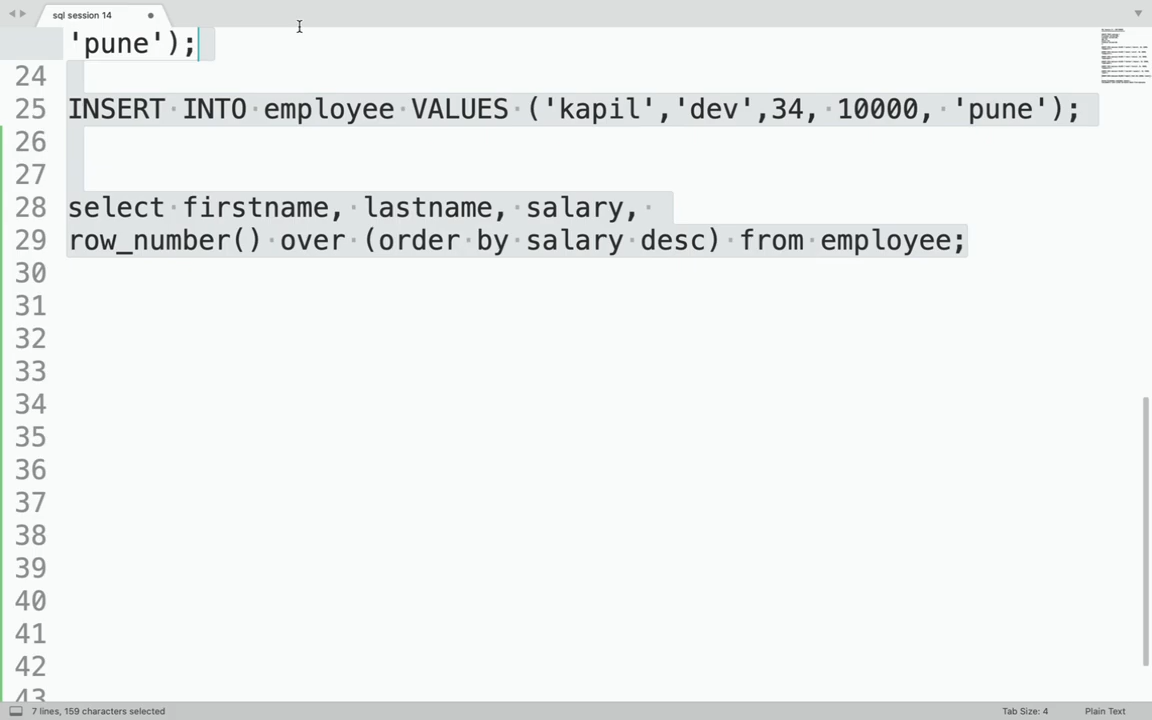 sql session 14
'pune');
24
25 INSERT INTO employee VALUES ('kapil','dev',34, 10000, 'pune');
26
27
28 select firstname, lastname, salary,
29 row_number() over (order by salary desc) from employee;
30
31
32
33
34
35
36
37
38
39
40
41
42
43
7 lines, 159 characters selected
Tab Size: 4
Plain Text